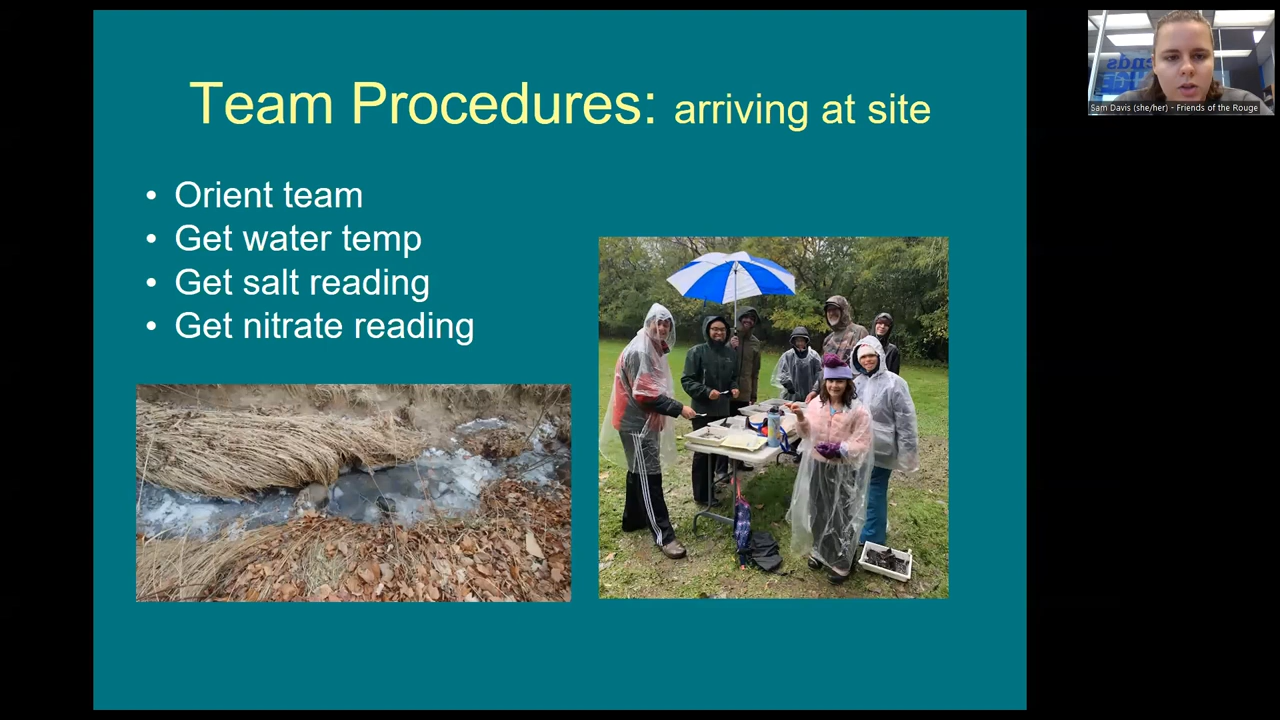 Team Procedures: arriving at site
• Orient team
• Get water temp
• Get salt reading
• Get nitrate reading
Sam Davis (she/her) - Friends of the Rouge